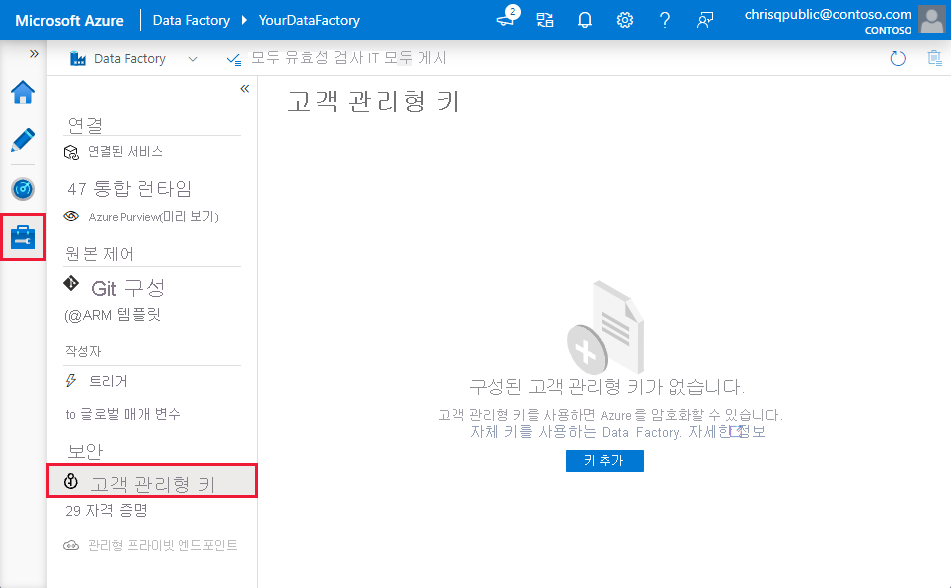 Microsoft Azure
Data Factory
YourDataFactory
2
chrisqpublic@contoso.com
CONTOSO
Data Factory
모두 유효성 검사 IT 모두 게시
고객 관리형 키
연결
연결된 서비스
47 통합 런타임
Azure Purview(미리 보기)
원본 제어
Git 구성
(@ARM 템플릿
작성자
트리거
to 글로벌 매개 변수
보안
고객 관리형 키
29 자격 증명
관리형 프라이빗 엔드포인트
구성된 고객 관리형 키가 없습니다.
고객 관리형 키를 사용하면 Azure를 암호화할 수 있습니다.
자체 키를 사용하는 Data Factory. 자세한 정보
키 추가